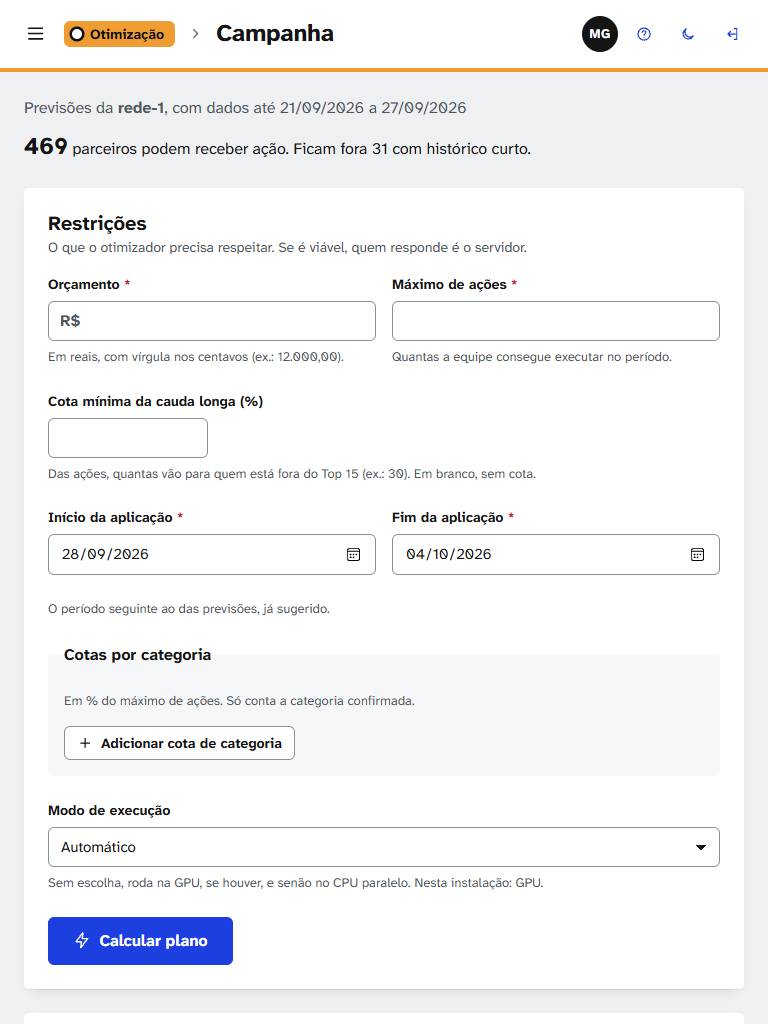 Otimização
Campanha
MG
Previsões da rede-1, com dados até 21/09/2026 a 27/09/2026
469 parceiros podem receber ação. Ficam fora 31 com histórico curto.
Restrições
O que o otimizador precisa respeitar. Se é viável, quem responde é o servidor.
Orçamento *
Máximo de ações *
R$
Em reais, com vírgula nos centavos (ex.: 12.000,00).
Quantas a equipe consegue executar no período.
Cota mínima da cauda longa (%)
Das ações, quantas vão para quem está fora do Top 15 (ex.: 30). Em branco, sem cota.
Início da aplicação *
Fim da aplicação *
28/09/2026
04/10/2026
O período seguinte ao das previsões, já sugerido.
Cotas por categoria
Em % do máximo de ações. Só conta a categoria confirmada.
Adicionar cota de categoria
Modo de execução
Automático
Sem escolha, roda na GPU, se houver, e senão no CPU paralelo. Nesta instalação: GPU.
Calcular plano